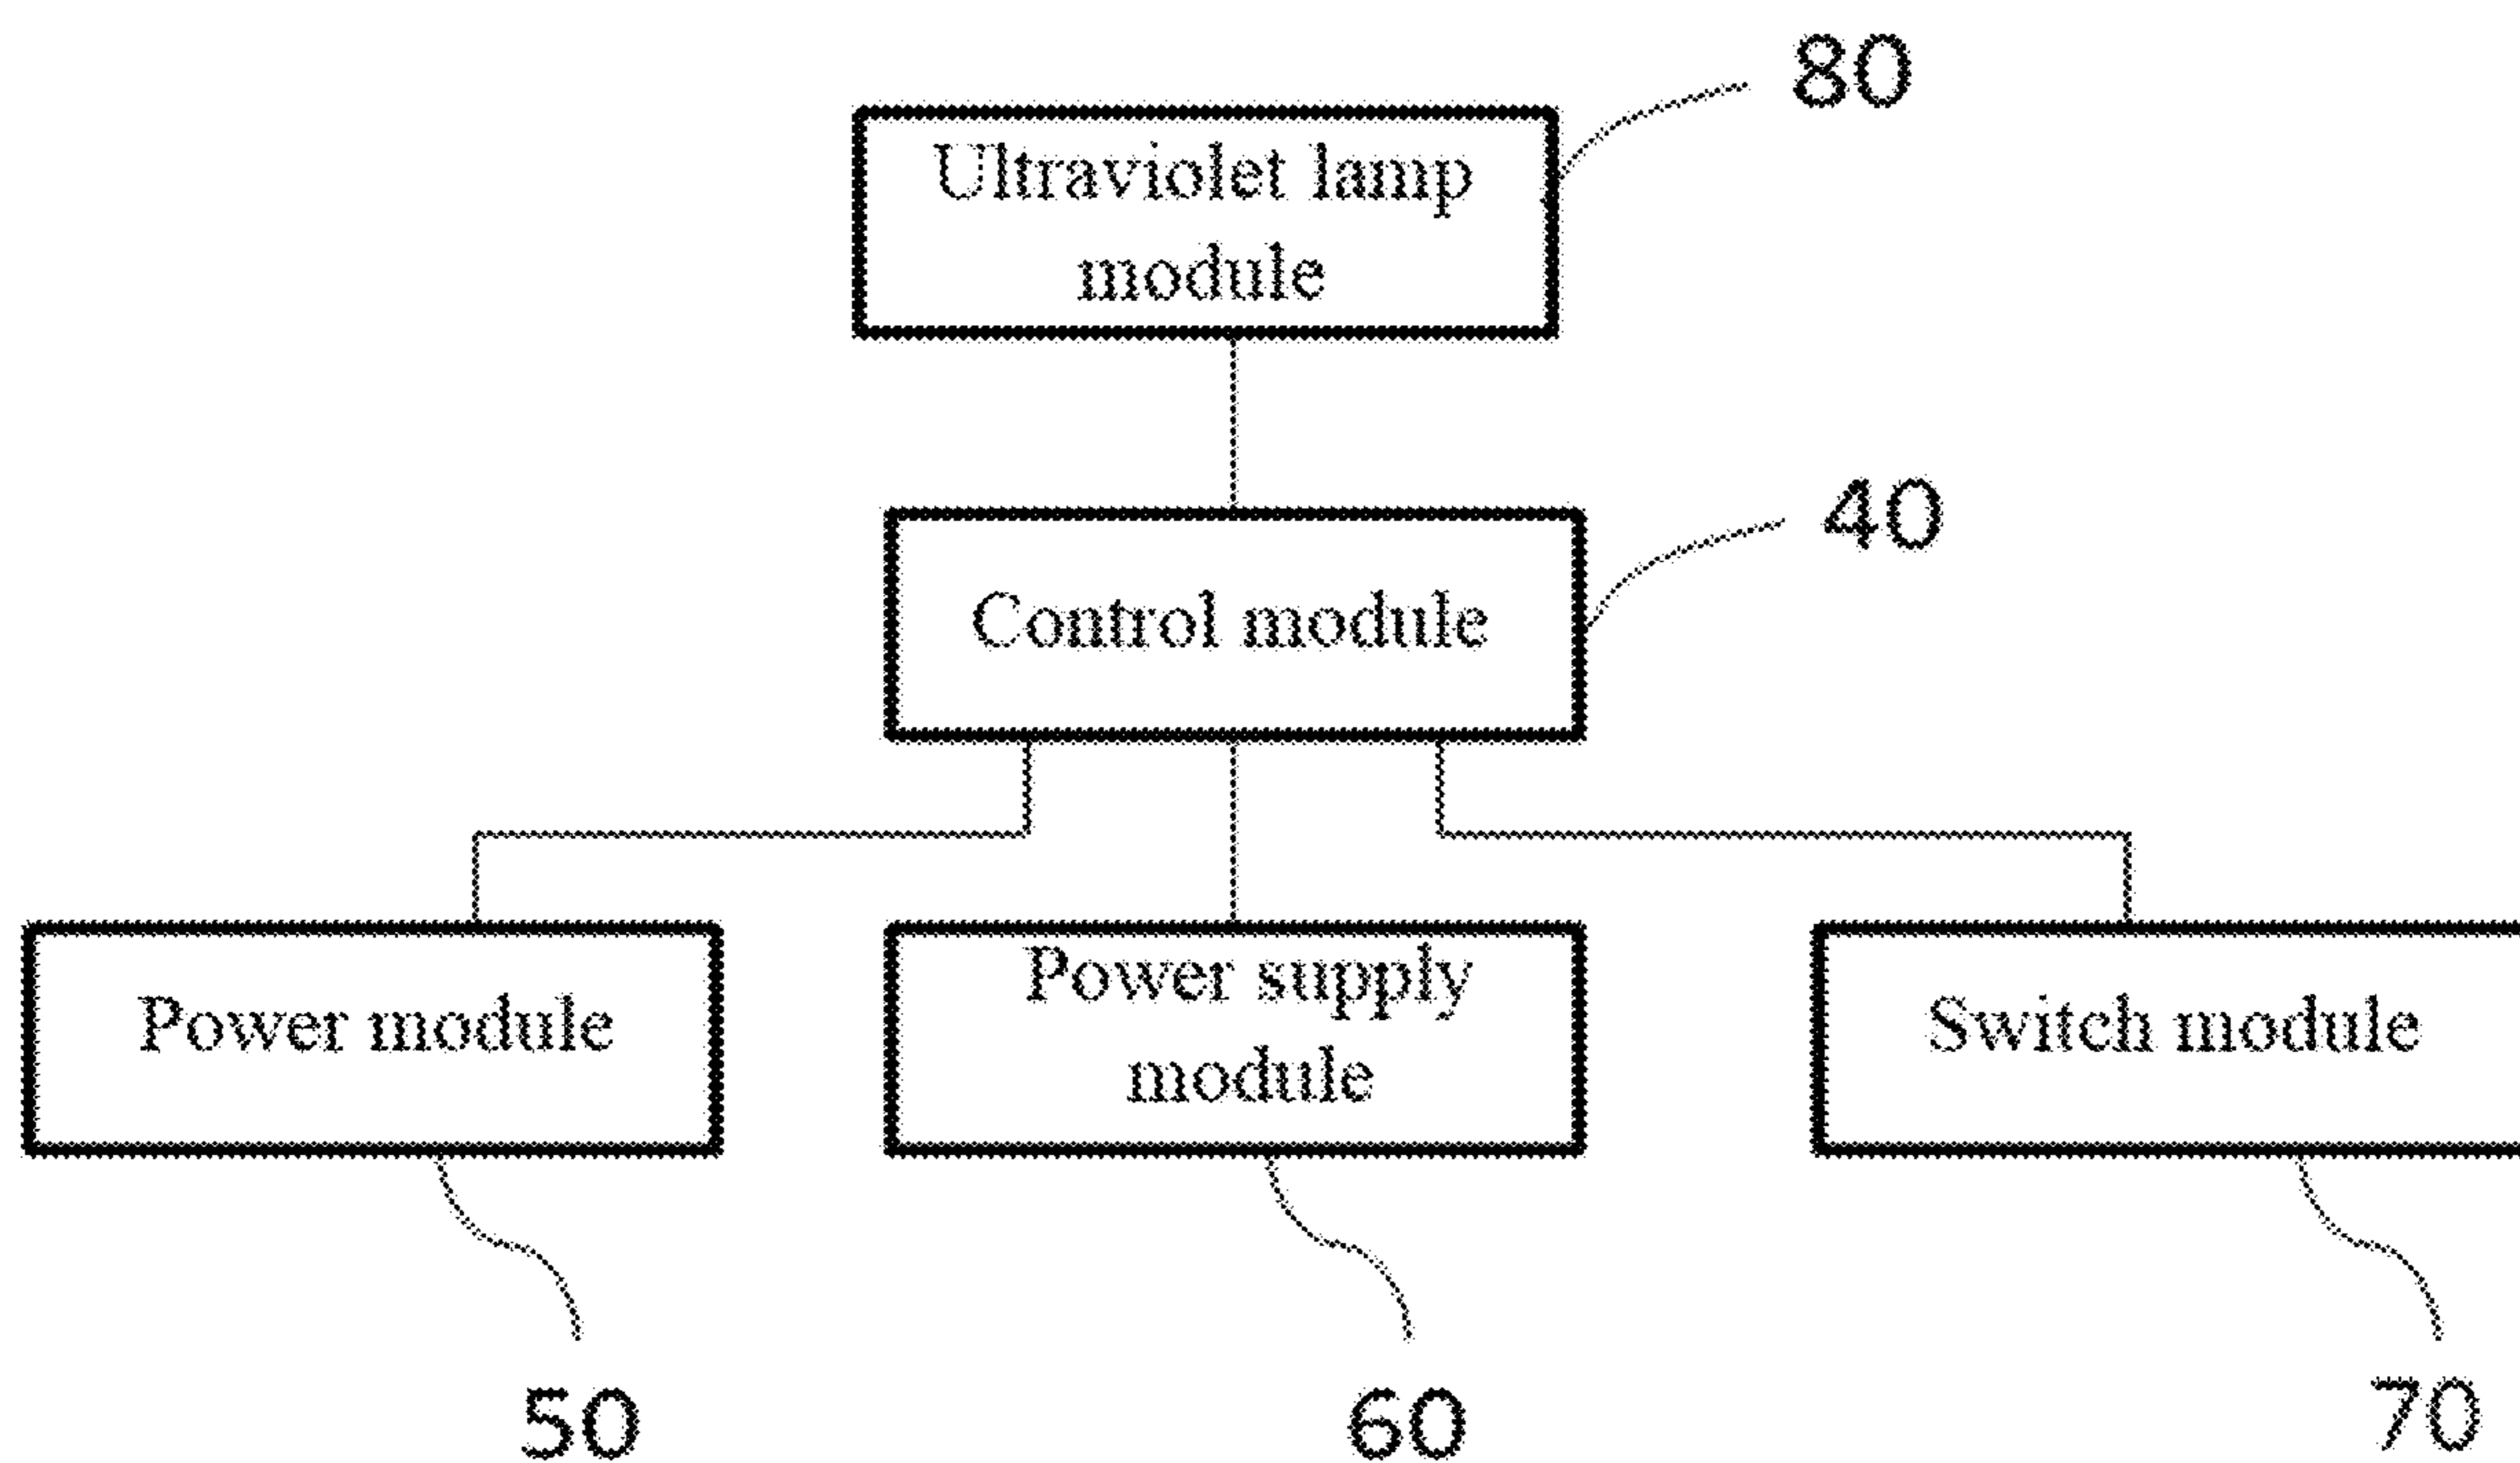 80
Ultraviolet lamp
module
40
Control module
Power module
Power supply
module
Switch module
50
60
70